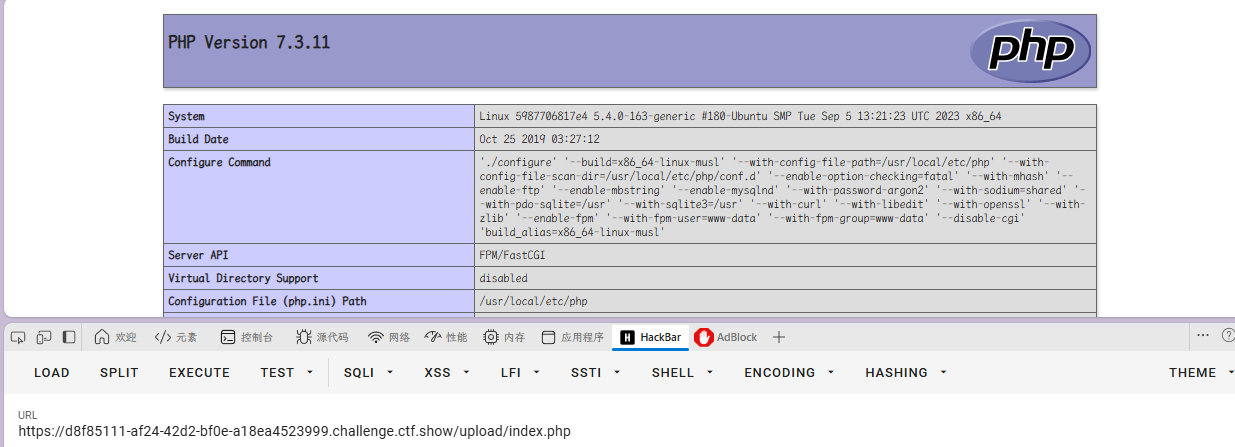 PHP Version 7.3.11
php
System Linux 5987706817e4 5.4.0-163-generic #180-Ubuntu SMP Tue Sep 5 13:21:23 UTC 2023 x86_64
Build Date Oct 25 2019 03:27:12
Configure Command './configure' '--build=x86_64-linux-musl' '--with-config-file-path=/usr/local/etc/php' '--with-
config-file-scan-dir=/usr/local/etc/php/conf.d' '--enable-option-checking=fatal' '--with-mhash' '--
enable-ftp' '--enable-mbstring' '--enable-mysqlnd' '--with-password-argon2' '--with-sodium=shared' '-
-with-pdo-sqlite=/usr' '--with-sqlite3=/usr' '--with-curl' '--with-libedit' '--with-openssl' '--with-
zlib' '--enable-fpm' '--with-fpm-user=www-data' '--with-fpm-group=www-data' '--disable-cgi'
'build_alias=x86_64-linux-musl'
Server API FPM/FastCGI
Virtual Directory Support disabled
Configuration File (php.ini) Path /usr/local/etc/php
欢迎 元素 控制台 源代码 网络 性能 内存 应用程序 H HackBar AdBlock
LOAD SPLIT EXECUTE TEST SQLI XSS LFI SSTI SHELL ENCODING HASHING THEME
URL
https://d8f85111-af24-42d2-bf0e-a18ea4523999.challenge.ctf.show/upload/index.php